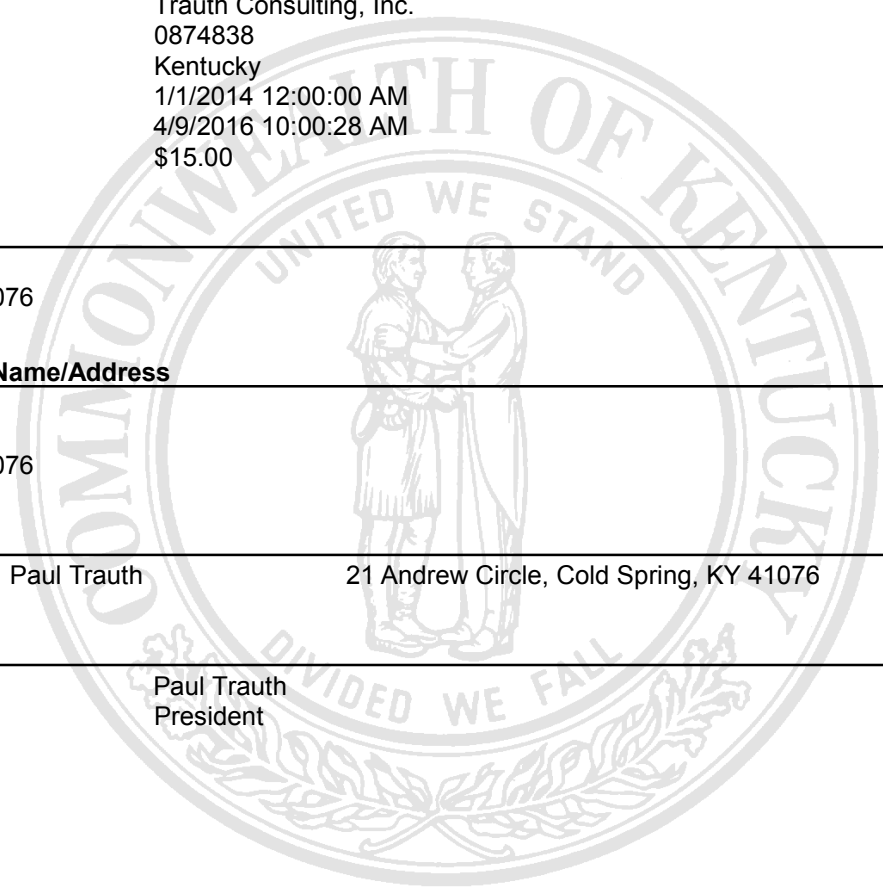 Trauth Consulting, Inc.
0874838
Kentucky
1/1/2014 12:00:00 AM
4/9/2016 10:00:28 AM
$15.00
COMMONWEALTH OF KENTUCKY
UNITED WE STAND
076
Name/Address
076
Paul Trauth 21 Andrew Circle, Cold Spring, KY 41076
Paul Trauth
President
DIVIDED WE FALL